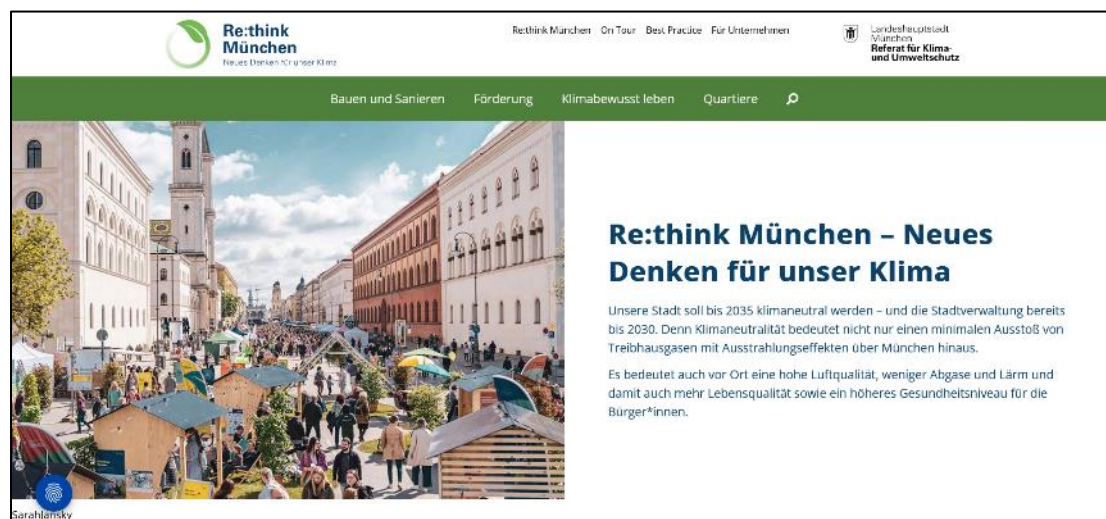 Re:think
München
Neues Denken für unser Klima
Re:think München On Tour Best Practice Für Unternehmen
Landeshauptstadt
München
Referat für Klima-
und Umweltschutz
Bauen und Sanieren Förderung Klimabewusst leben Quartiere
Re:think München – Neues
Denken für unser Klima
Unsere Stadt soll bis 2035 klimaneutral werden – und die Stadtverwaltung bereits
bis 2030. Denn Klimaneutralität bedeutet nicht nur einen minimalen Ausstoß von
Treibhausgasen mit Ausstrahlungseffekten über München hinaus.
Es bedeutet auch vor Ort eine hohe Luftqualität, weniger Abgase und Lärm und
damit auch mehr Lebensqualität sowie ein höheres Gesundheitsniveau für die
Bürger*innen.
SarahJansky